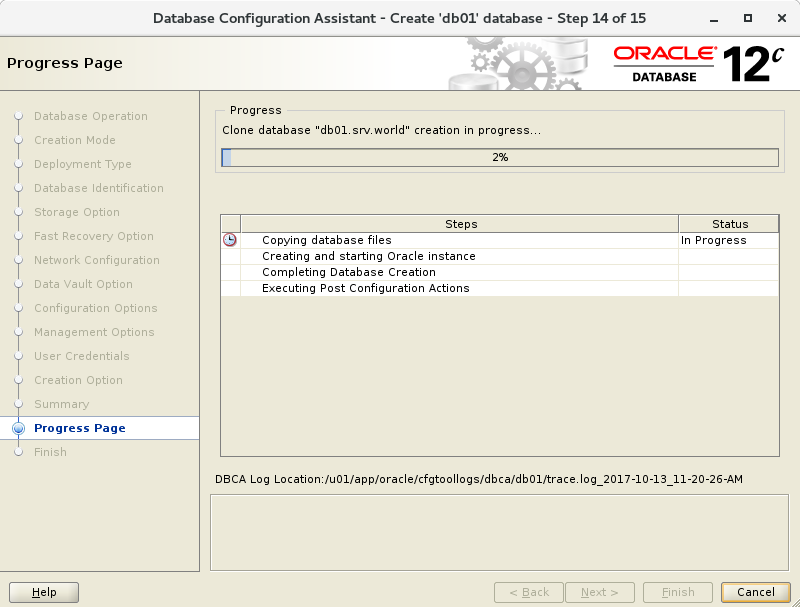 Database Configuration Assistant - Create 'db01' database - Step 14 of 15
Progress Page
ORACLE®
DATABASE
12c
Database Operation
Creation Mode
Deployment Type
Database Identification
Storage Option
Fast Recovery Option
Network Configuration
Data Vault Option
Configuration Options
Management Options
User Credentials
Creation Option
Summary
Progress Page
Finish
Progress
Clone database "db01.srv.world" creation in progress...
2%
Steps Status
Copying database files In Progress
Creating and starting Oracle instance
Completing Database Creation
Executing Post Configuration Actions
DBCA Log Location:/u01/app/oracle/cfgtoollogs/dbca/db01/trace.log_2017-10-13_11-20-26-AM
Help < Back Next > Finish Cancel